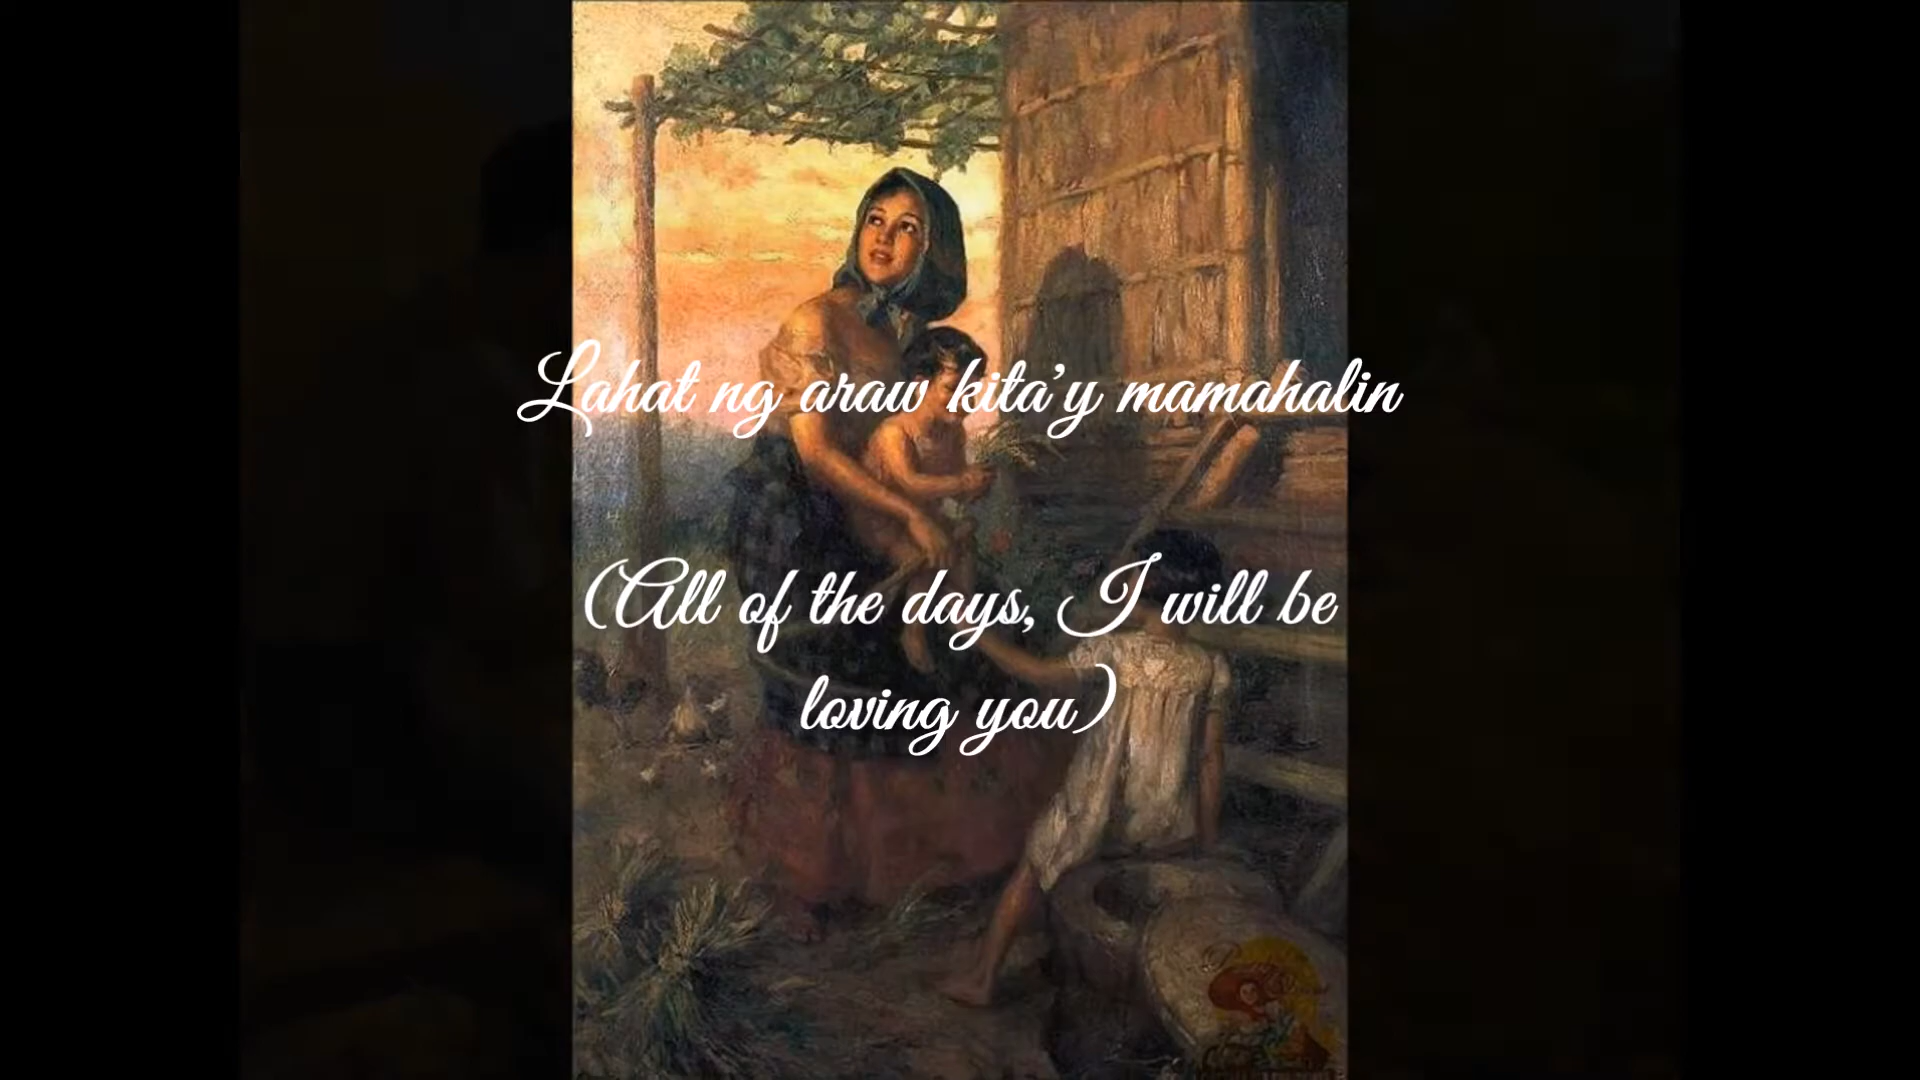 Lahat ng araw kita'y mamahalin
(All of the days, I will be
loving you)